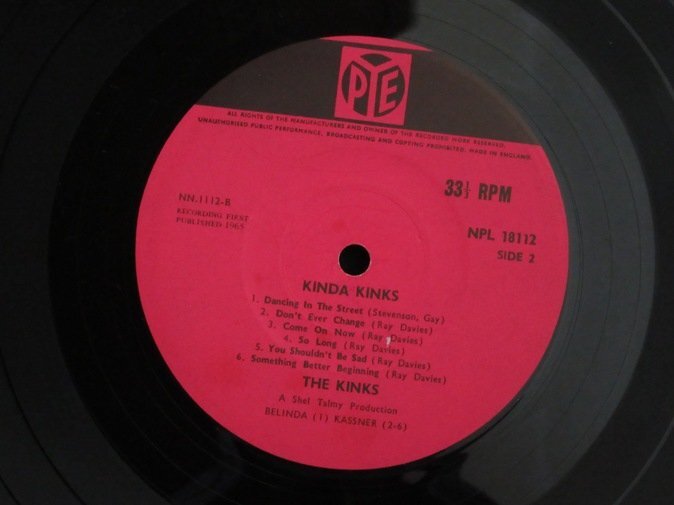 PYE
ALL RIGHTS OF THE MANUFACTURERS AND OWNER OF THE RECORDED WORK RESERVED.
UNAUTHORISED PUBLIC PERFORMANCE, BROADCASTING AND COPYING PROHIBITED. MADE IN ENGLAND.
33⅓ RPM
NN.1112-B
RECORDING FIRST
PUBLISHED 1965
NPL 18112
SIDE 2
KINDA KINKS
1. Dancing In The Street (Stevenson, Gay)
2. Don't Ever Change (Ray Davies)
3. Come On Now (Ray Davies)
4. So Long (Ray Davies)
5. You Shouldn't Be Sad (Ray Davies)
6. Something Better Beginning (Ray Davies)
THE KINKS
A Shel Talmy Production
BELINDA (1) KASSNER (2-6)